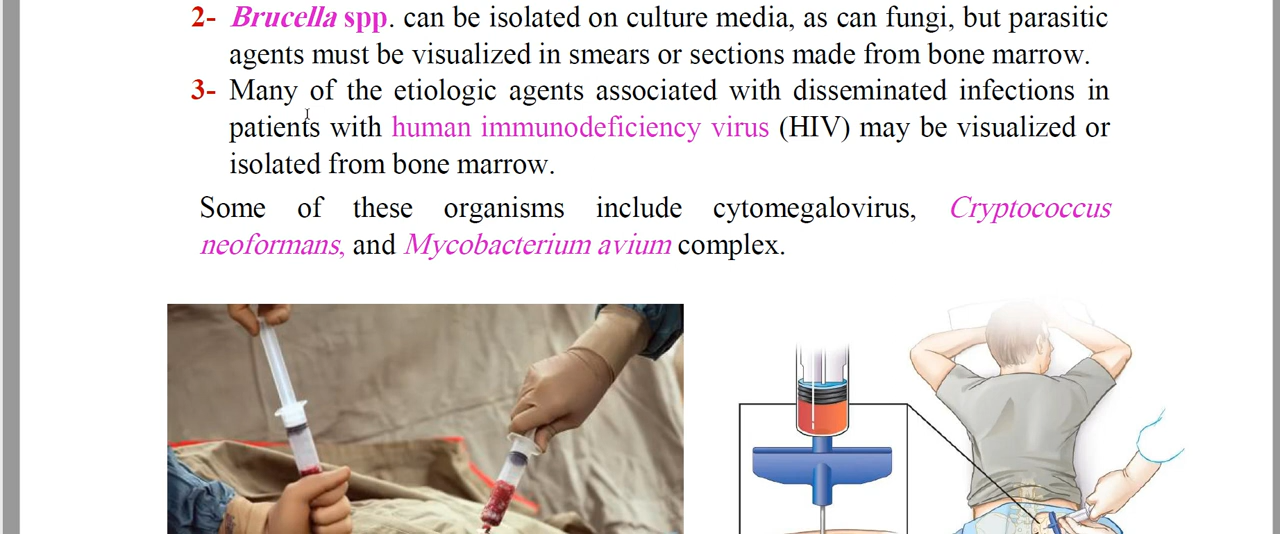 2- Brucella spp. can be isolated on culture media, as can fungi, but parasitic
agents must be visualized in smears or sections made from bone marrow.
3- Many of the etiologic agents associated with disseminated infections in
patients with human immunodeficiency virus (HIV) may be visualized or
isolated from bone marrow.
Some of these organisms include cytomegalovirus, Cryptococcus
neoformans, and Mycobacterium avium complex.